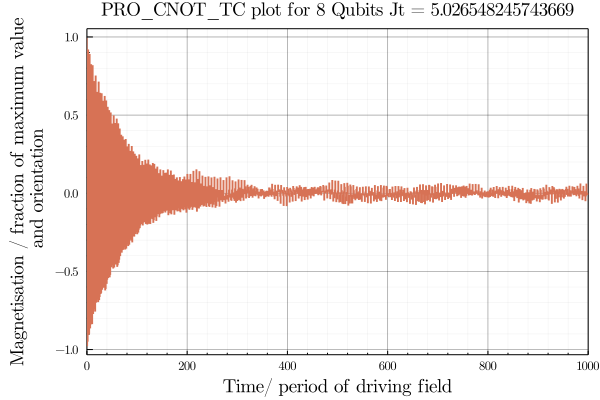 PRO_CNOT_TC plot for 8 Qubits Jt = 5.026548245743669
Magnetisation / fraction of maximum value
and orientation
1.0
0.5
0.0
−0.5
−1.0
0 200 400 600 800 1000
Time/ period of driving field